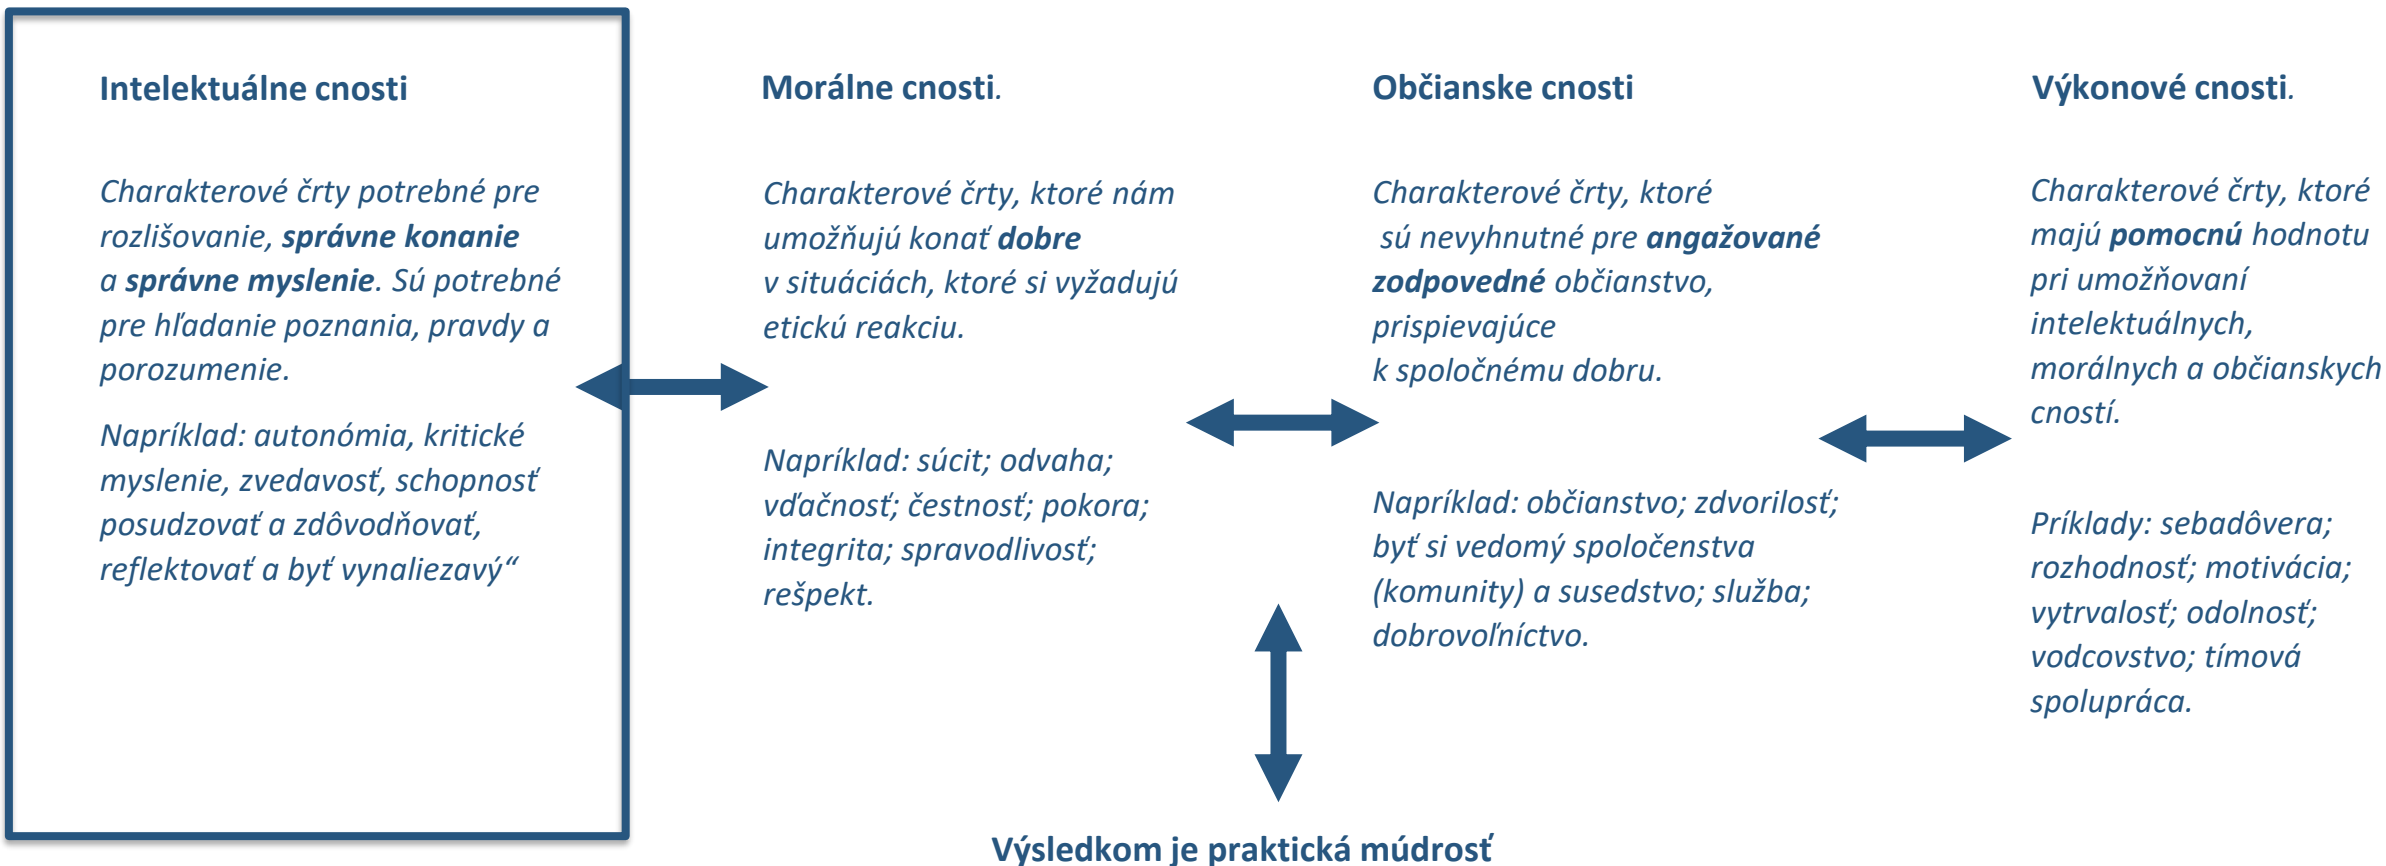 Intelektuálne cnosti
Charakterové črty potrebné pre
rozlišovanie, správne konanie
a správne myslenie. Sú potrebné
pre hľadanie poznania, pravdy a
porozumenie.
Napríklad: autonómia, kritické
myslenie, zvedavosť, schopnosť
posudzovať a zdôvodňovať,
reflektovať a byť vynaliezavý“
Morálne cnosti.
Charakterové črty, ktoré nám
umožňujú konať dobre
v situáciách, ktoré si vyžadujú
etickú reakciu.
Napríklad: súcit; odvaha;
vďačnosť; čestnosť; pokora;
integrita; spravodlivosť;
rešpekt.
Občianske cnosti
Charakterové črty, ktoré
sú nevyhnutné pre angažované
zodpovedné občianstvo,
prispievajúce
k spoločnému dobru.
Napríklad: občianstvo; zdvorilosť;
byť si vedomý spoločenstva
(komunity) a susedstvo; služba;
dobrovoľníctvo.
Výkonové cnosti.
Charakterové črty, ktoré
majú pomocnú hodnotu
pri umožňovaní
intelektuálnych,
morálnych a občianskych
cností.
Príklady: sebadôvera;
rozhodnosť; motivácia;
vytrvalosť; odolnosť;
vodcovstvo; tímová
spolupráca.
Výsledkom je praktická múdrosť